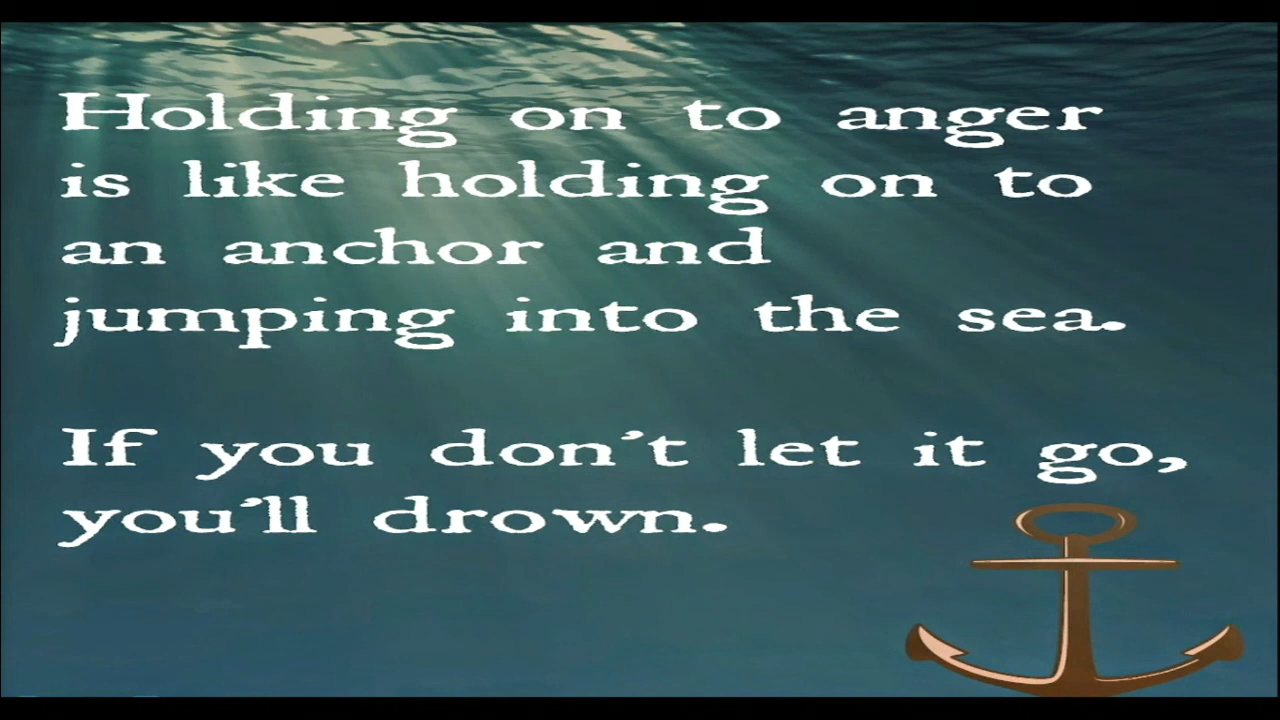 Holding on to anger
is like holding on to
an anchor and
jumping into the sea.
If you don't let it go,
you'll drown.